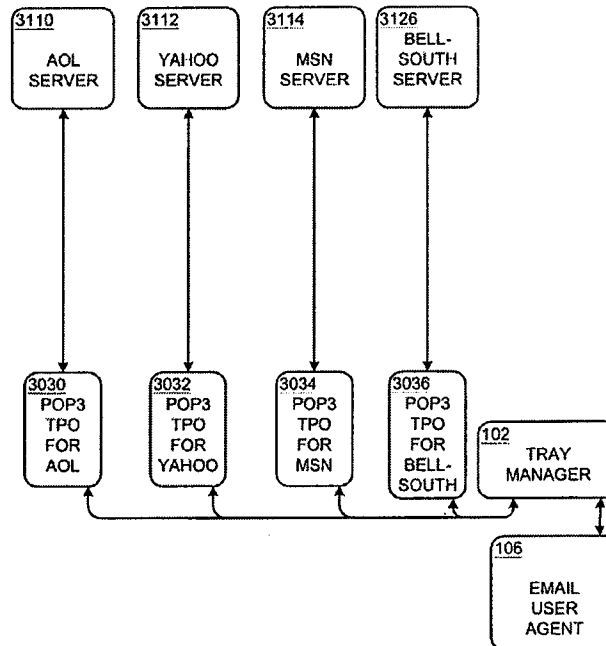 3110
AOL
SERVER
3112
YAHOO
SERVER
3114
MSN
SERVER
3126
BELL-
SOUTH
SERVER
3030
POP3
TPO
FOR
AOL
3032
POP3
TPO
FOR
YAHOO
3034
POP3
TPO
FOR
MSN
3036
POP3
TPO
FOR
BELL-
SOUTH
102
TRAY
MANAGER
106
EMAIL
USER
AGENT